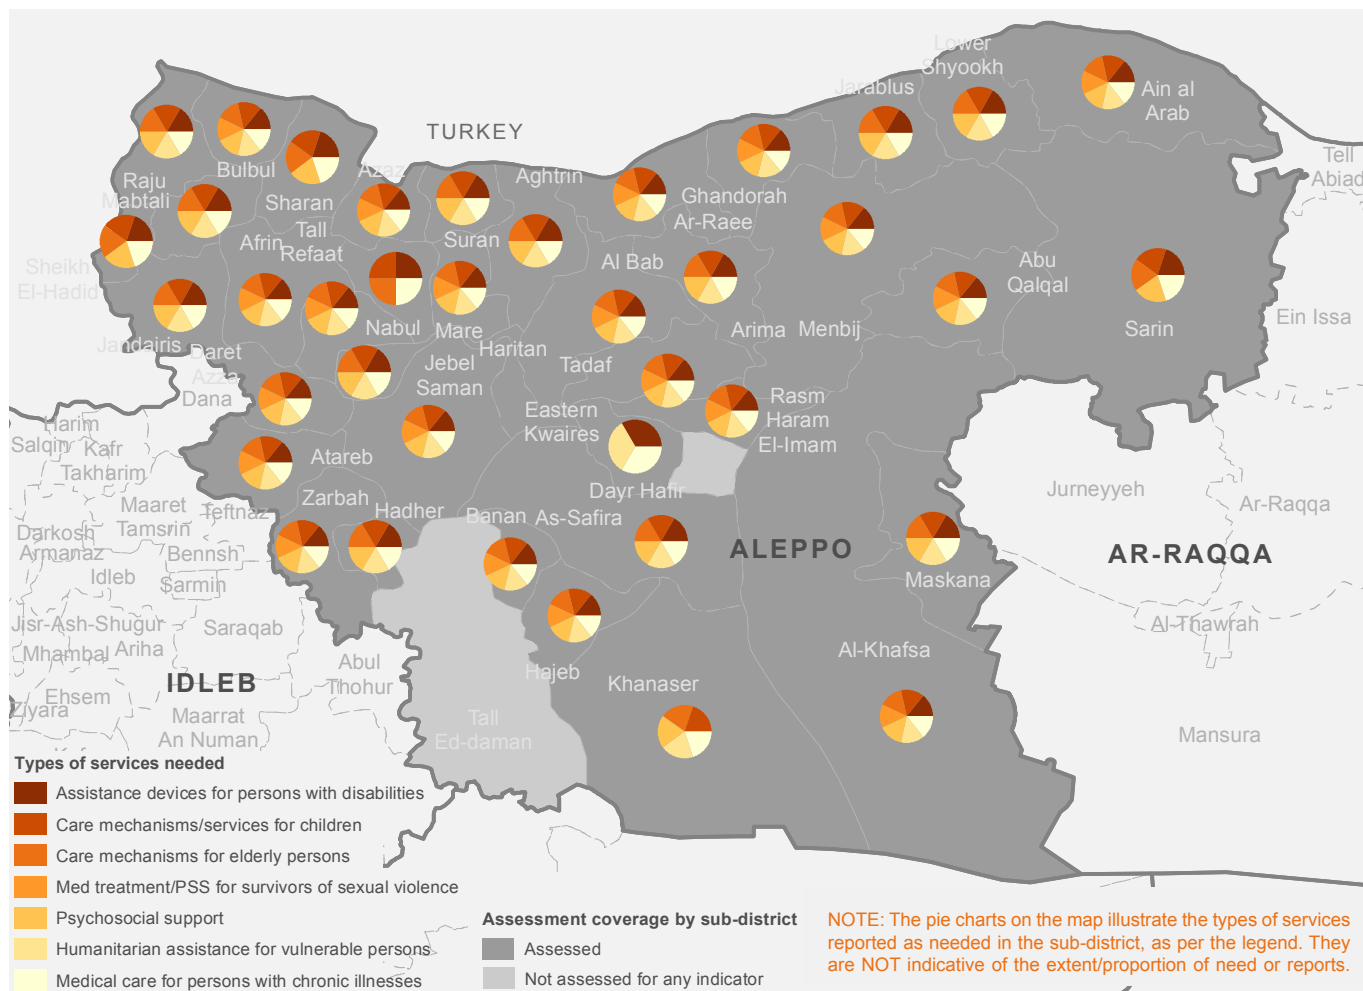 Lower
Shyookh
Jarablus
Ain al
Arab
TURKEY
Tell
Abiad
Azaz
Aghtrin
Bulbul
Raju
Mabtali
Sharan
Ghandorah
Ar-Raee
Tall
Refaat
Afrin
Suran
Al Bab
Abu
Qalqal
Sheikh
El-Hadid
Ein Issa
Nabul
Mare
Arima
Menbij
Sarin
Jandairis
Daret
Azza
Haritan
Jebel
Saman
Tadaf
Dana
Rasm
Haram
El-Imam
Eastern
Kwaires
Harim
Salqin
Kafr
Takharim
Atareb
Dayr Hafir
Jurneyyeh
Ar-Raqqa
Zarbah
Maaret
Tamsrin
Teftnaz
Hadher
Banan
As-Safira
Darkosh
Armanaz
Bennsh
ALEPPO
AR-RAQQA
Idleb
Sarmin
Maskana
Jisr-Ash-Shugur
Saraqab
Al-Thawrah
Mhambal
Ariha
Al-Khafsa
Abul
Thohur
Hajeb
Khanaser
IDLEB
Ehsem
Ziyara
Maarrat
An Numan
Tall
Ed-daman
Mansura
Types of services needed
Assistance devices for persons with disabilities
Care mechanisms/services for children
Care mechanisms for elderly persons
Med treatment/PSS for survivors of sexual violence
Psychosocial support
Humanitarian assistance for vulnerable persons
Medical care for persons with chronic illnesses
Assessment coverage by sub-district
Assessed
Not assessed for any indicator
NOTE: The pie charts on the map illustrate the types of services
reported as needed in the sub-district, as per the legend. They
are NOT indicative of the extent/proportion of need or reports.